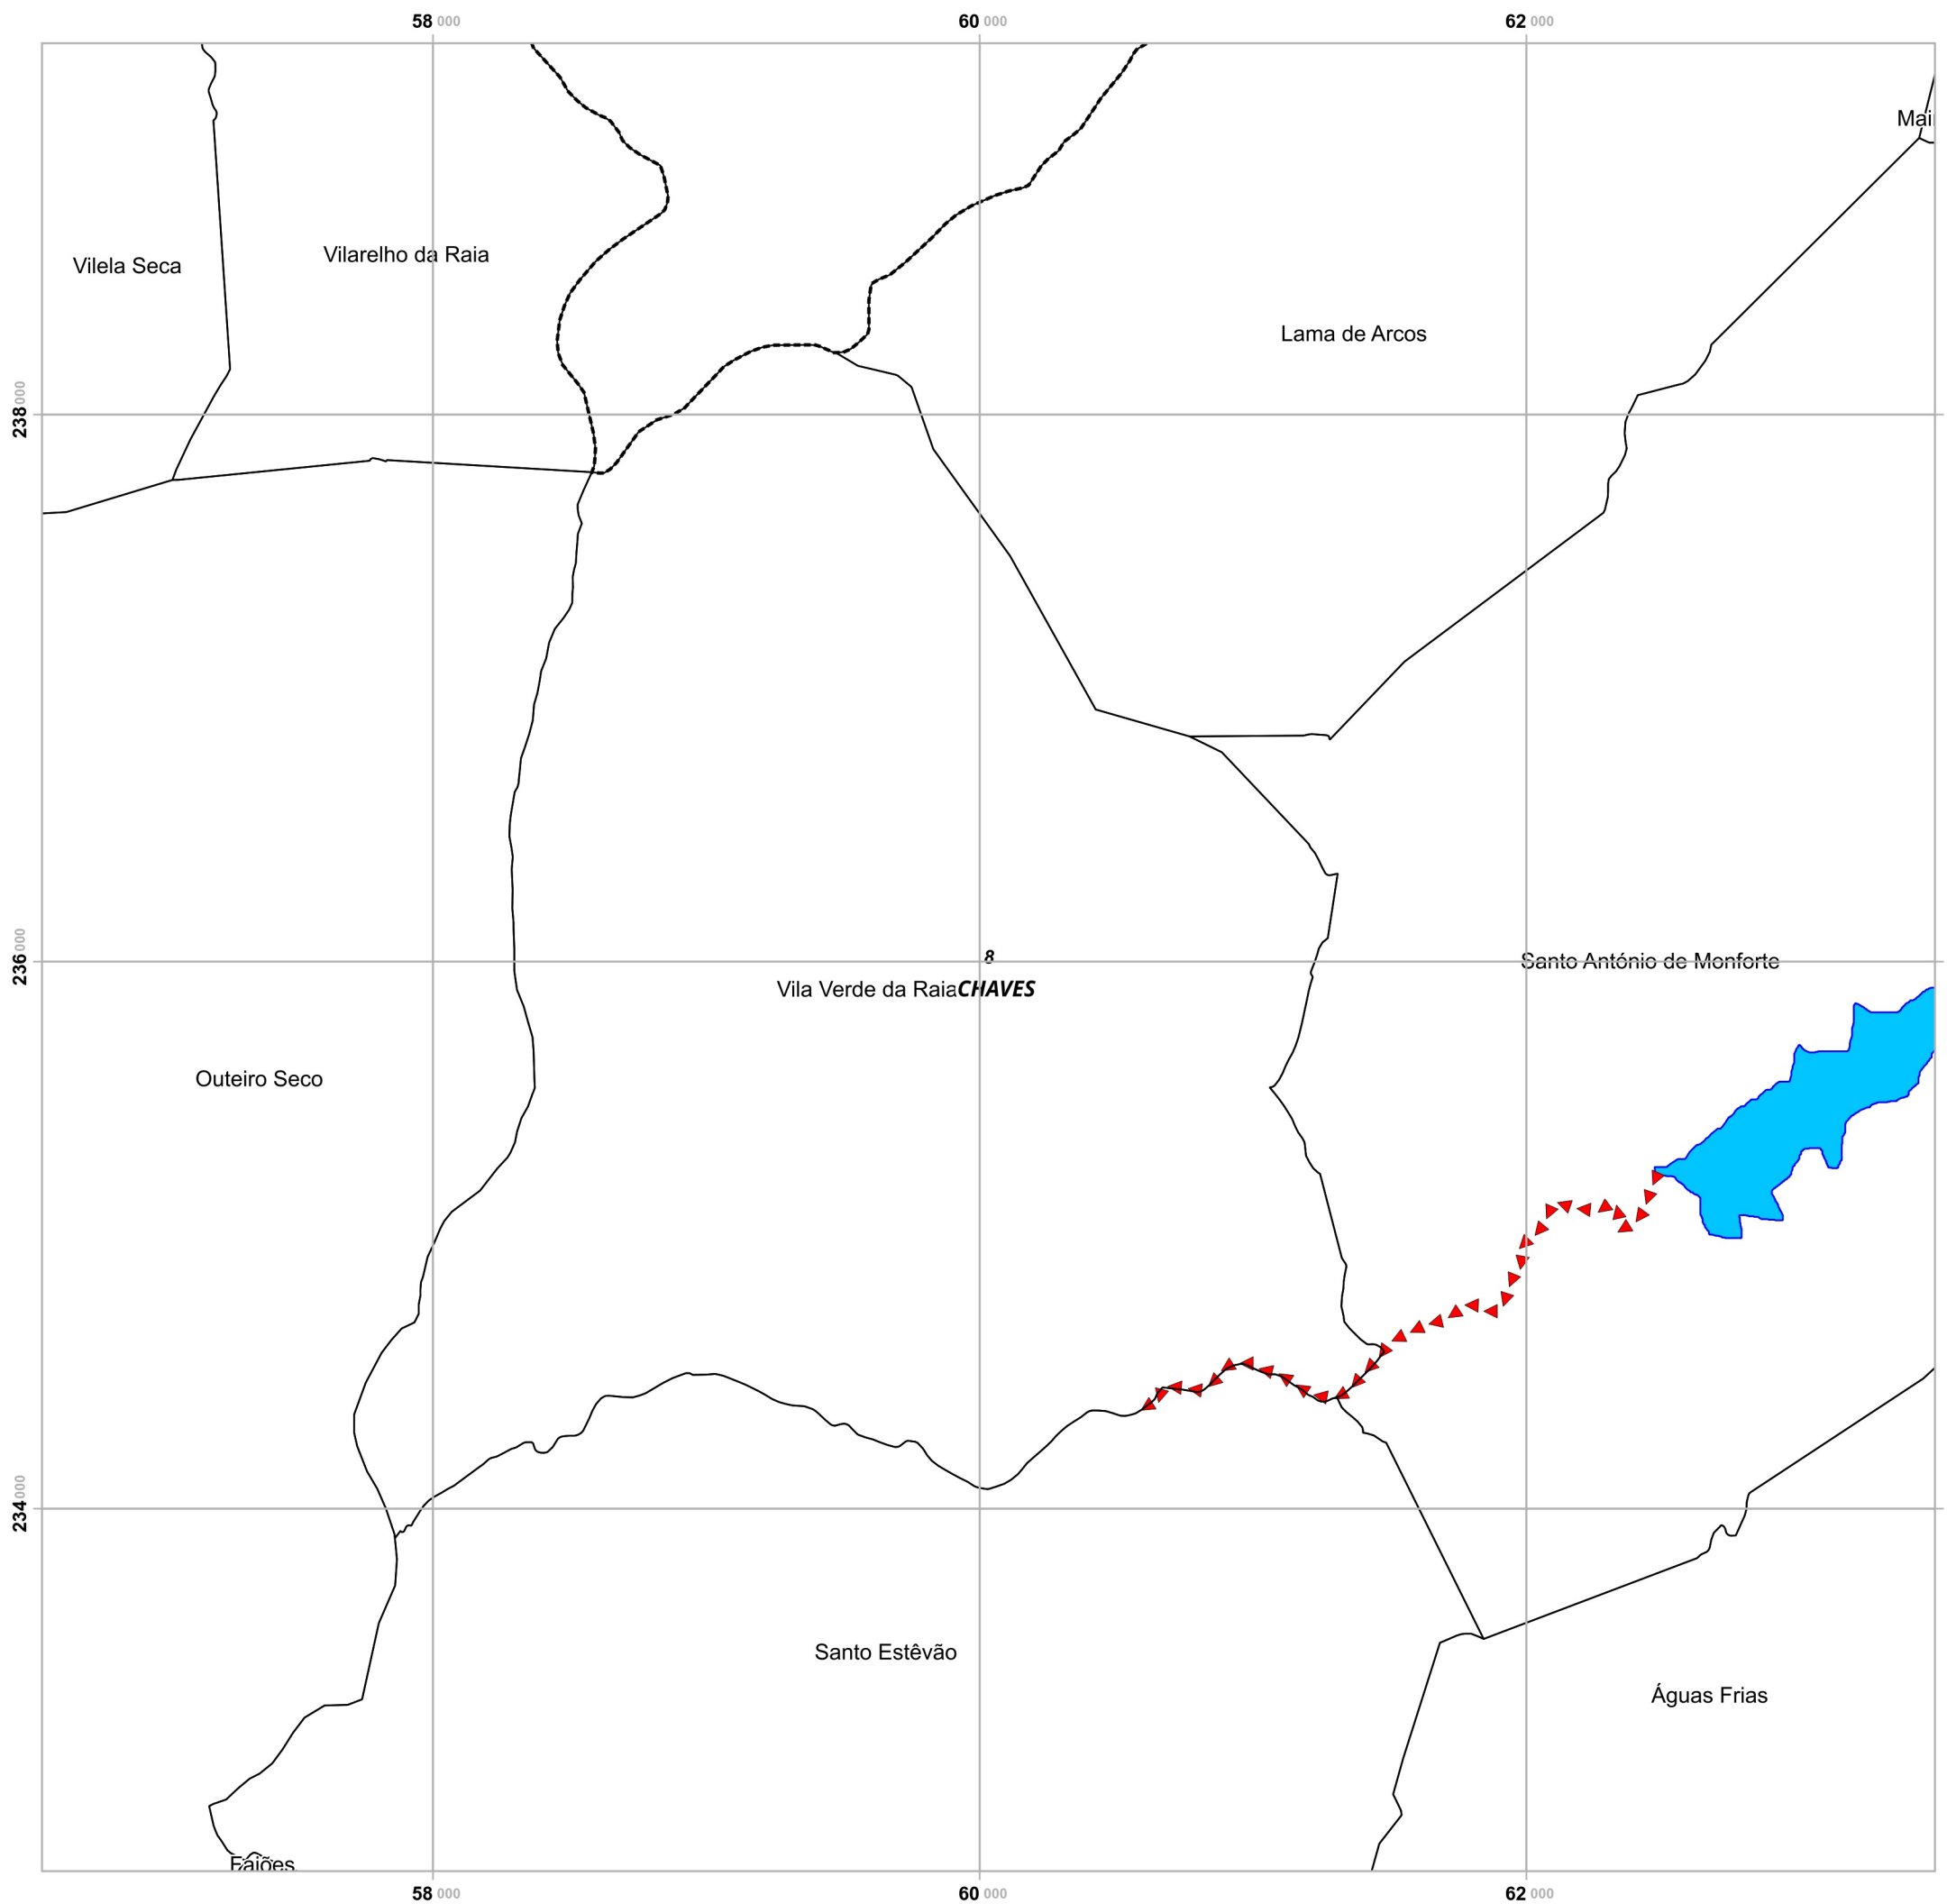 58 000 60 000 62 000
Mai
Vilarelho da Raia
Vilela Seca
Lama de Arcos
238 000
8
236 000
Santo António de Monforte
Vila Verde da Raia CHAVES
Outeiro Seco
234 000
Santo Estêvão
Águas Frias
Faiões
58 000 60 000 62 000